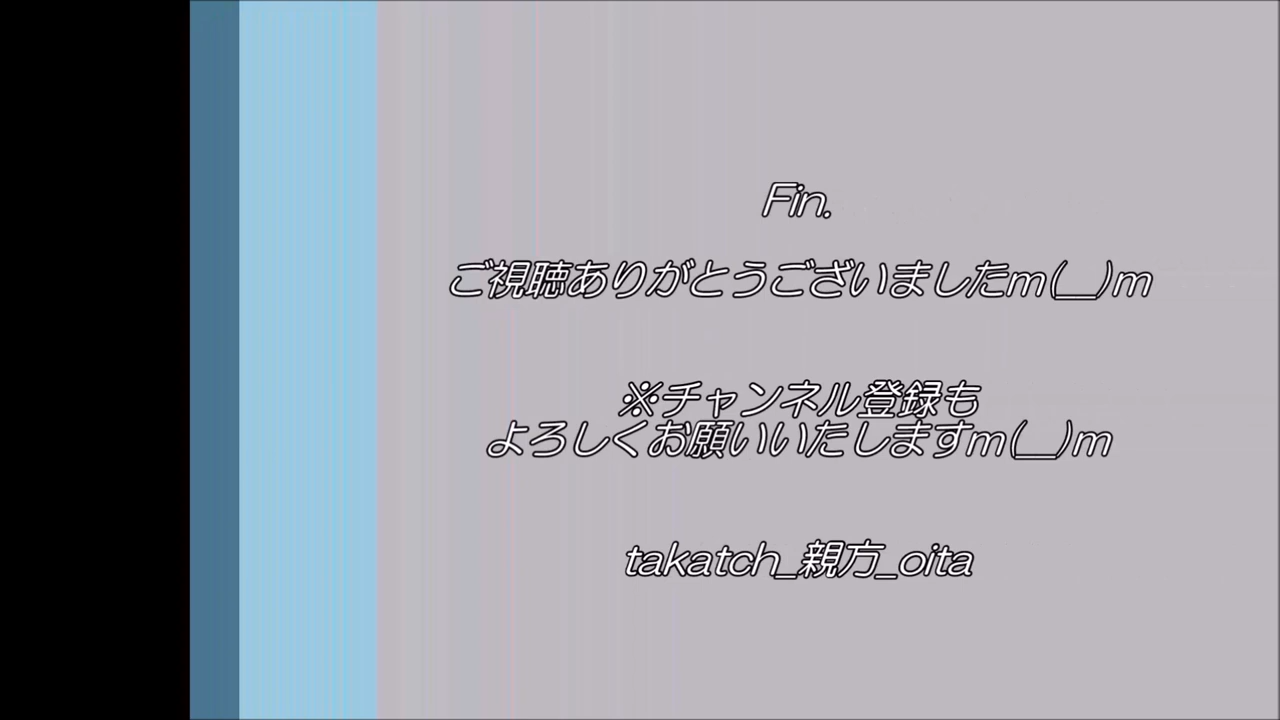 Fin.
ご視聴ありがとうございましたm(__)m
※チャンネル登録も
よろしくお願いいたしますm(__)m
takatch_親方_oita